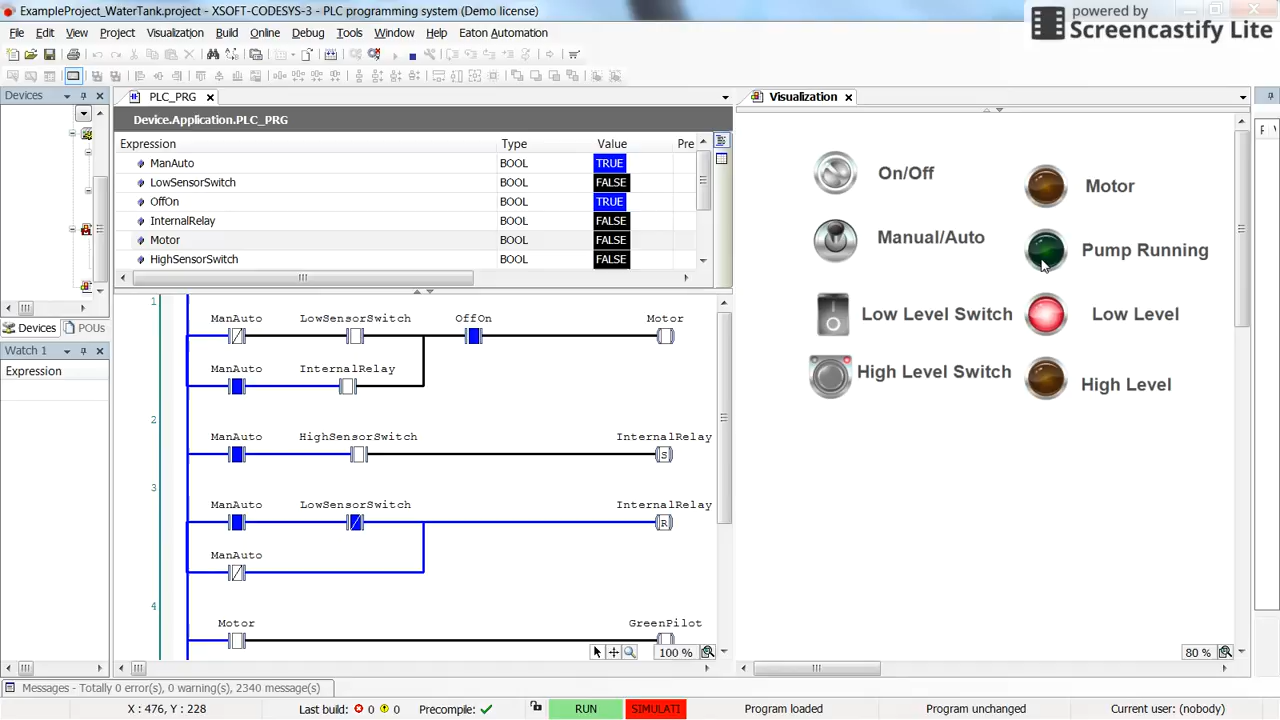 ExampleProject_WaterTank.project - XSOFT-CODESYS-3 - PLC programming system (Demo license)
powered by
Screencastify Lite
File Edit View Project Visualization Build Online Debug Tools Window Help Eaton Automation
Devices
PLC_PRG
Visualization
Device.Application.PLC_PRG
Expression Type Value Pre
ManAuto BOOL TRUE
LowSensorSwitch BOOL FALSE
OffOn BOOL TRUE
InternalRelay BOOL FALSE
Motor BOOL FALSE
HighSensorSwitch BOOL FALSE
Devices POUs
Watch 1
Expression
1
ManAuto LowSensorSwitch OffOn Motor
ManAuto InternalRelay
2
ManAuto HighSensorSwitch InternalRelay
S
3
ManAuto LowSensorSwitch InternalRelay
R
ManAuto
4
Motor GreenPilot
100 %
On/Off
Motor
Manual/Auto
Pump Running
Low Level Switch
Low Level
High Level Switch
High Level
80 %
Messages - Totally 0 error(s), 0 warning(s), 2340 message(s)
X : 476, Y : 228
Last build: 0 0 Precompile:
RUN
SIMULATI
Program loaded
Program unchanged
Current user: (nobody)